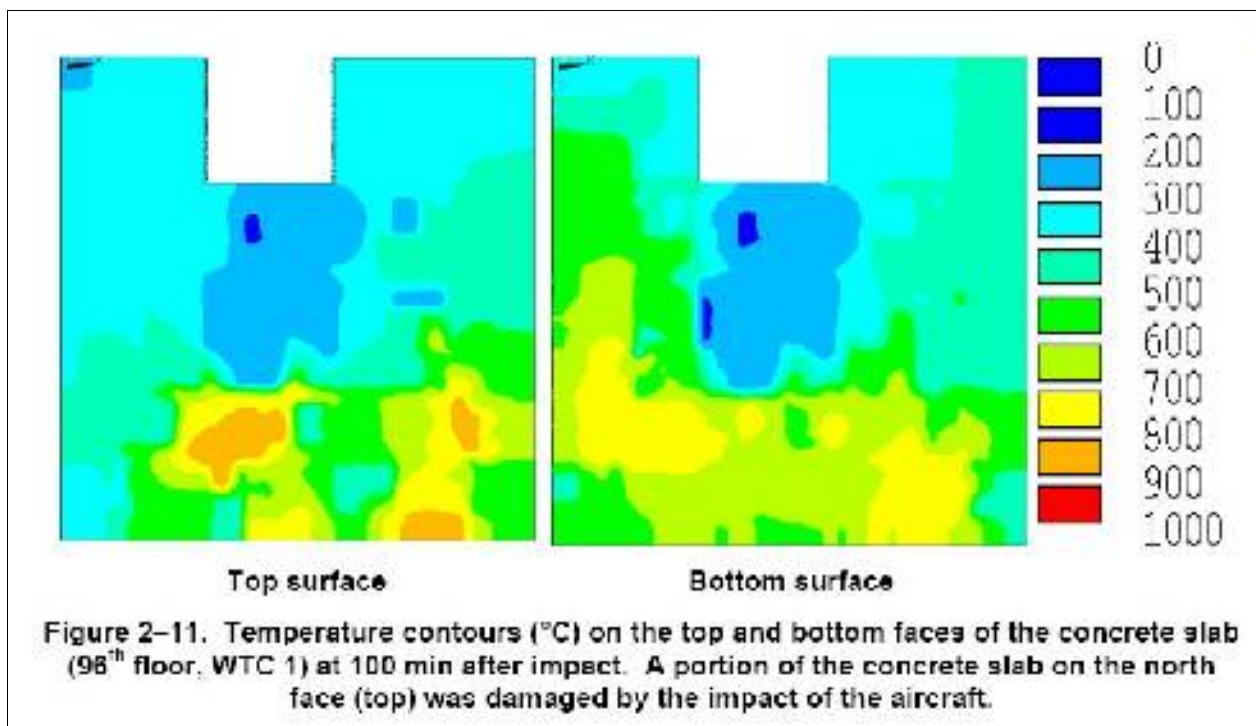 0
100
200
300
400
500
600
700
800
900
1000
Top surface
Bottom surface
Figure 2–11. Temperature contours (°C) on the top and bottom faces of the concrete slab
(96th floor, WTC 1) at 100 min after impact. A portion of the concrete slab on the north
face (top) was damaged by the impact of the aircraft.